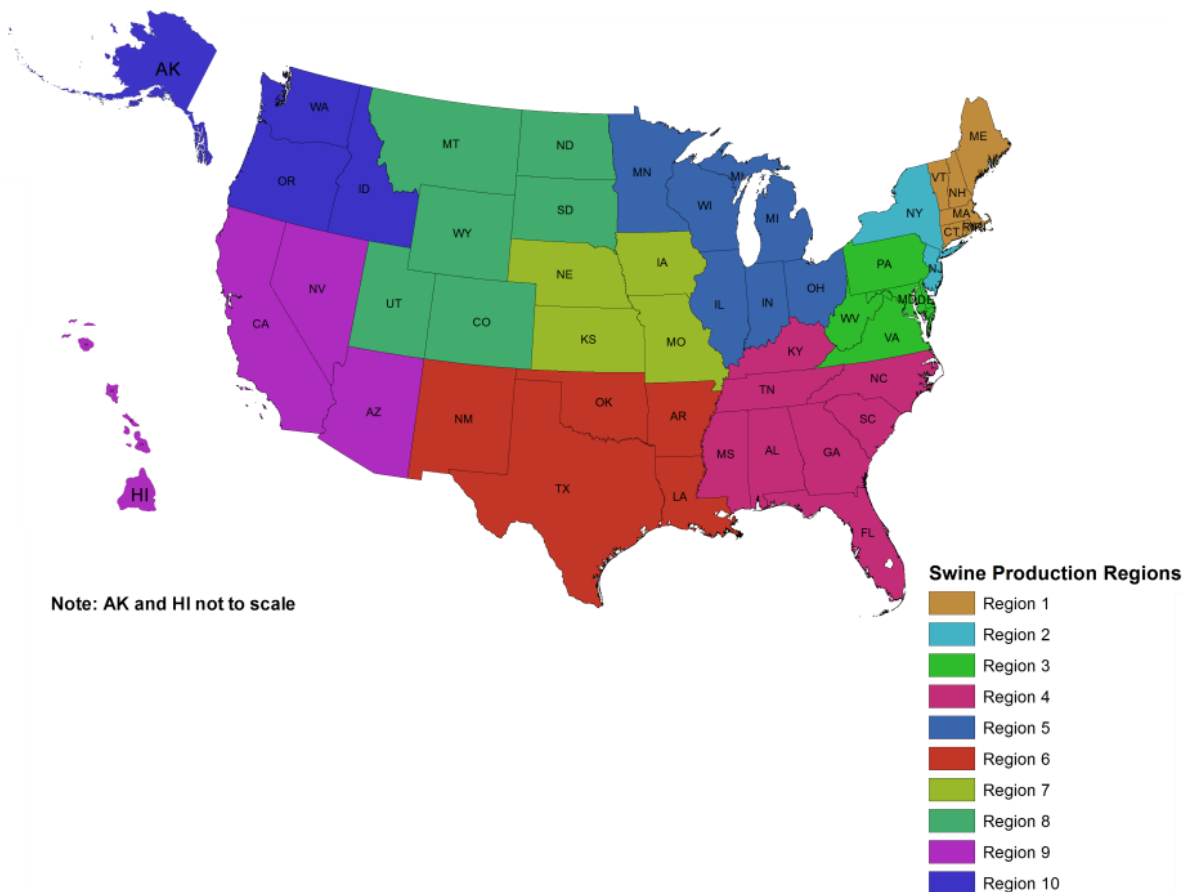 AK
WA
MT
ND
MN
ME
VT
NH
OR
ID
SD
WI
MI
MI
NY
MA
CT
WY
IA
PA
NJ
NE
NV
UT
CO
IL
IN
OH
MD
DE
WV
VA
CA
KS
MO
KY
AZ
NM
OK
AR
TN
NC
SC
MS
AL
GA
HI
TX
LA
FL
Note: AK and HI not to scale
Swine Production Regions
Region 1
Region 2
Region 3
Region 4
Region 5
Region 6
Region 7
Region 8
Region 9
Region 10